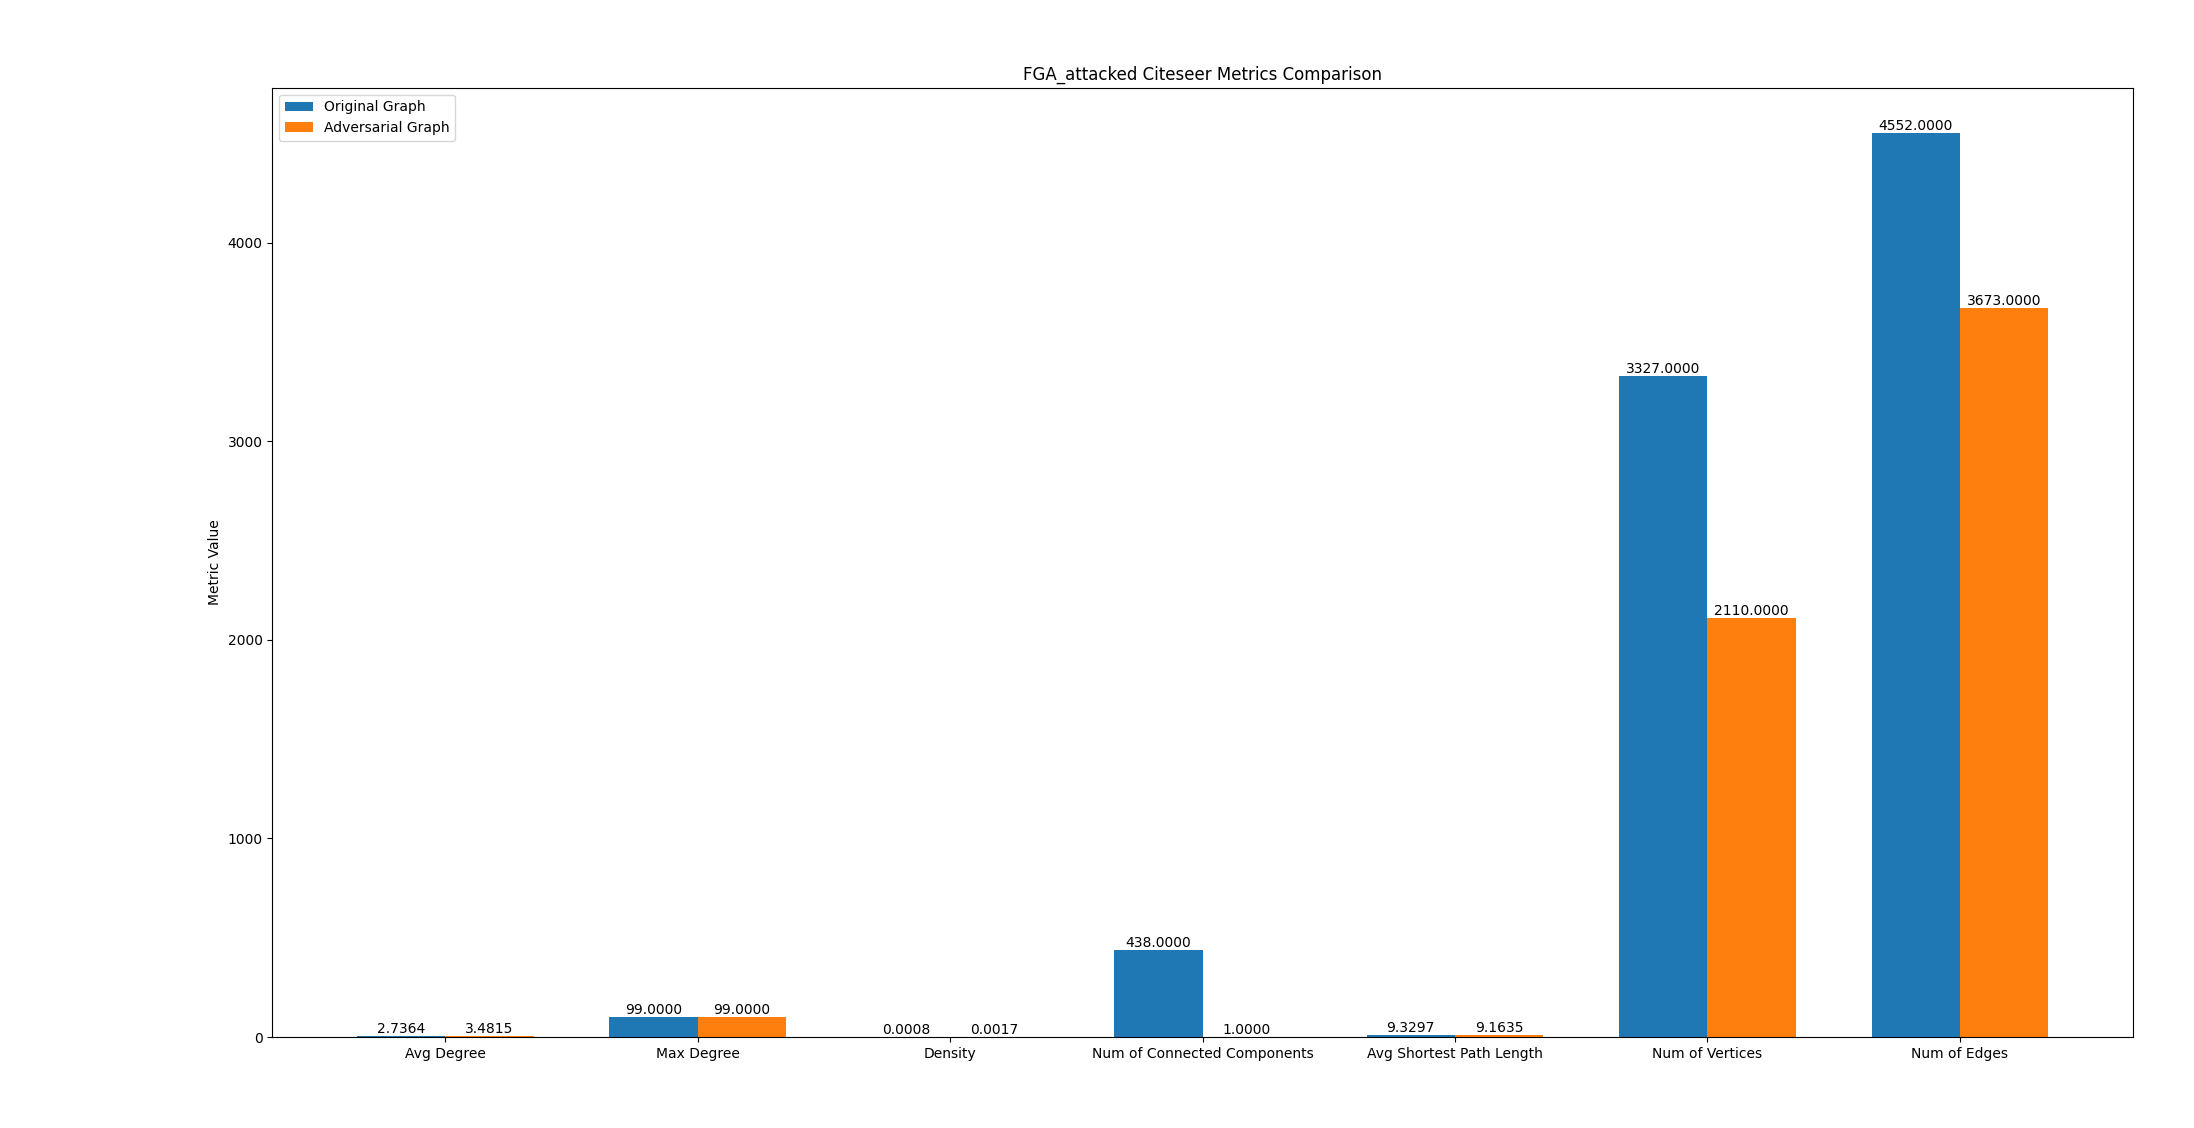 FGA_attacked Citeseer Metrics Comparison
Original Graph
Adversarial Graph
Metric Value
4000
3000
2000
1000
0
2.7364
3.4815
99.0000
99.0000
0.0008
0.0017
438.0000
1.0000
9.3297
9.1635
3327.0000
2110.0000
4552.0000
3673.0000
Avg Degree
Max Degree
Density
Num of Connected Components
Avg Shortest Path Length
Num of Vertices
Num of Edges